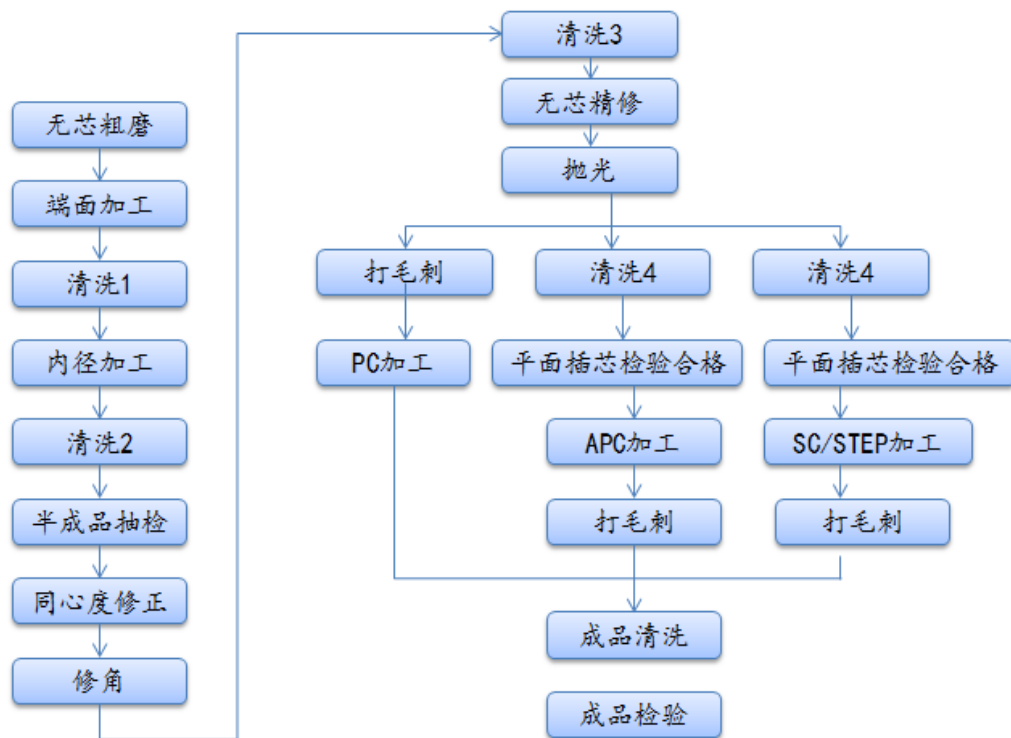 无芯粗磨
端面加工
清洗1
内径加工
清洗2
半成品抽检
同心度修正
修角
清洗3
无芯精修
抛光
打毛刺
清洗4
清洗4
PC加工
平面插芯检验合格
平面插芯检验合格
APC加工
SC/STEP加工
打毛刺
打毛刺
成品清洗
成品检验